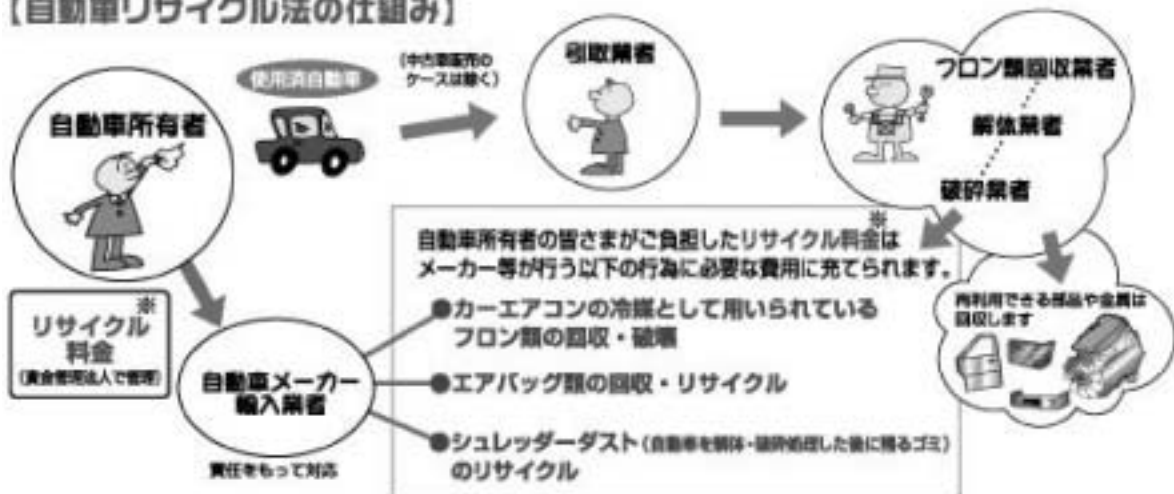 【自動車リサイクル法の仕組み】
自動車所有者
使用済自動車
(中古車販売の
ケースは除く)
引取業者
フロン類回収業者
解体業者
破砕業者
※
リサイクル
料金
(資金管理法人で管理)
自動車メーカー
輸入業者
責任をもって対応
※
自動車所有者の皆さまがご負担したリサイクル料金は
メーカー等が行う以下の行為に必要な費用に充てられます。
●カーエアコンの冷媒として用いられている
フロン類の回収・破壊
●エアバッグ類の回収・リサイクル
●シュレッダーダスト(自動車を解体・破砕処理した後に残るゴミ)
のリサイクル
再利用できる部品や金属は
回収します